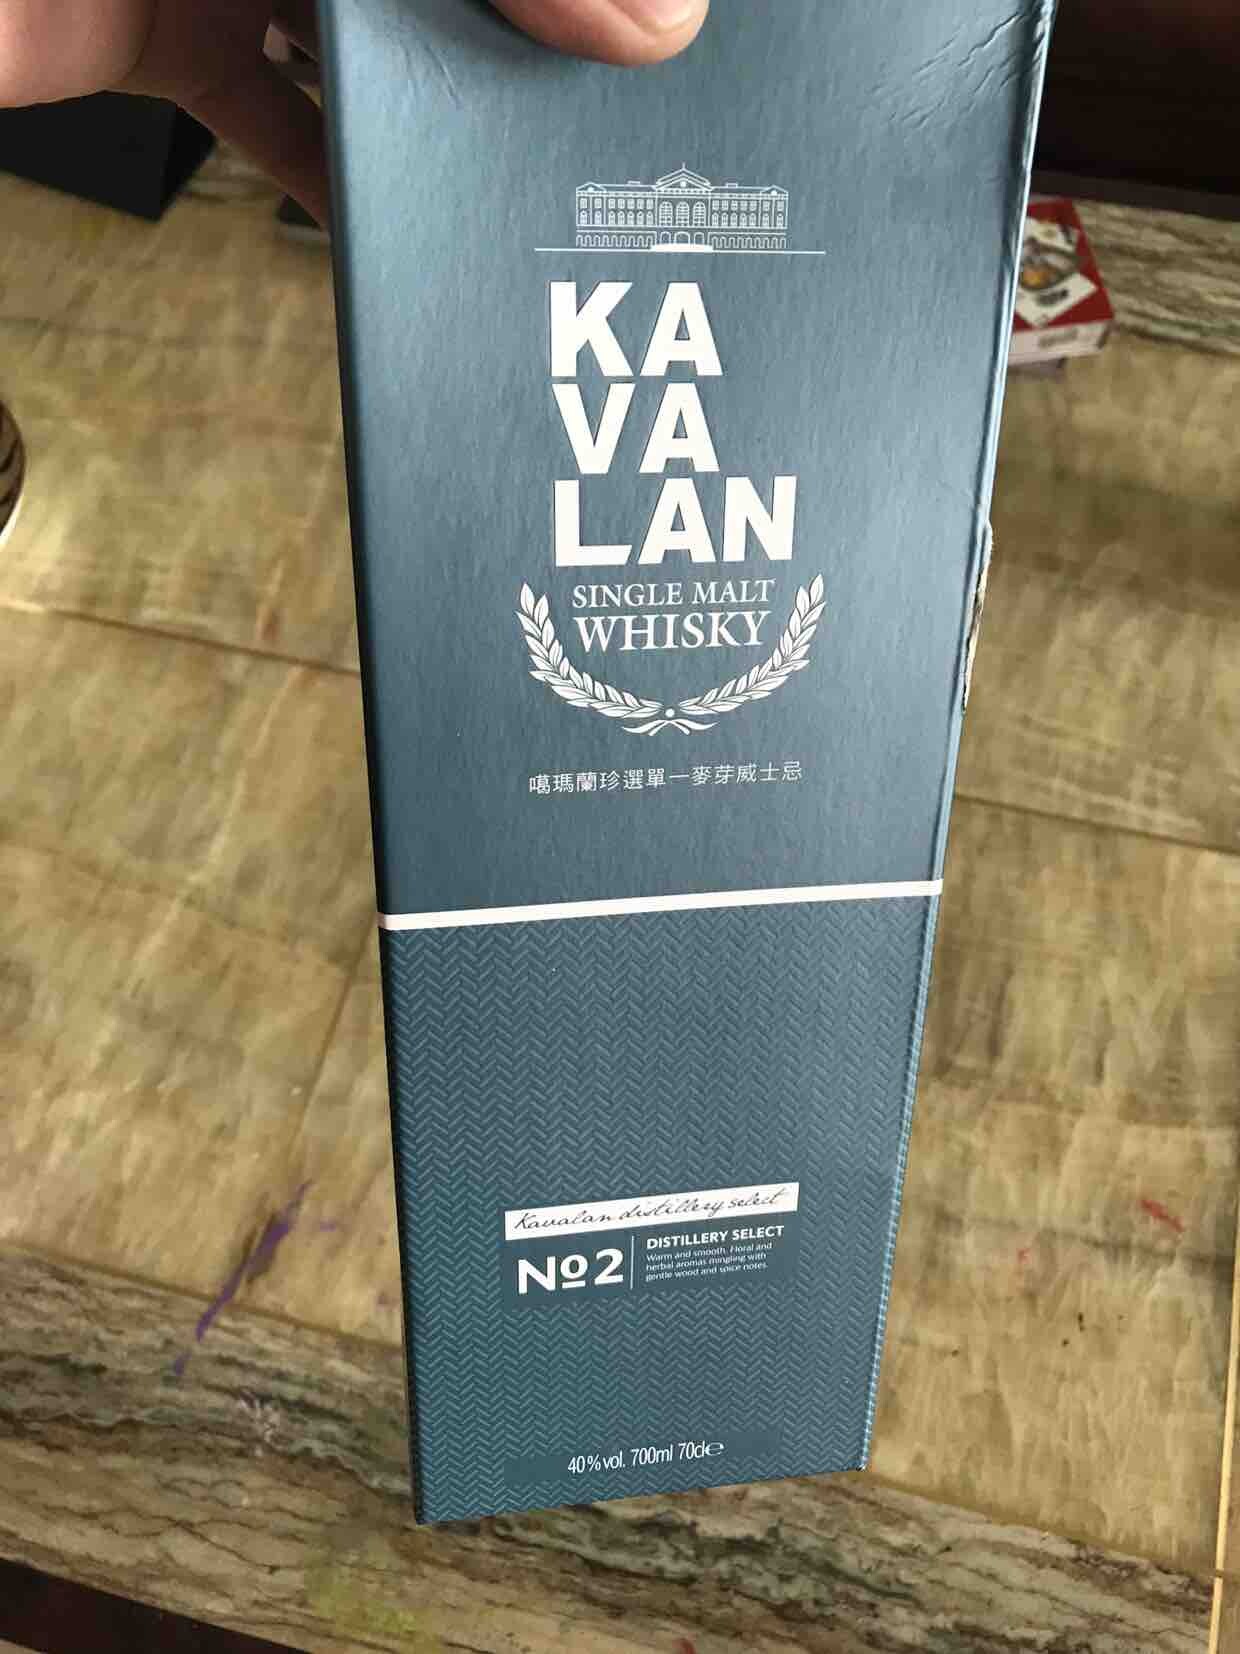 KA
VA
LAN
SINGLE MALT
WHISKY
噶瑪蘭珍選單一麥芽威士忌
Kavalan distillery select
No2
DISTILLERY SELECT
Warm and smooth. Floral and
herbal aromas mingling with
gentle wood and spice notes.
40%vol. 700ml 70cl℮